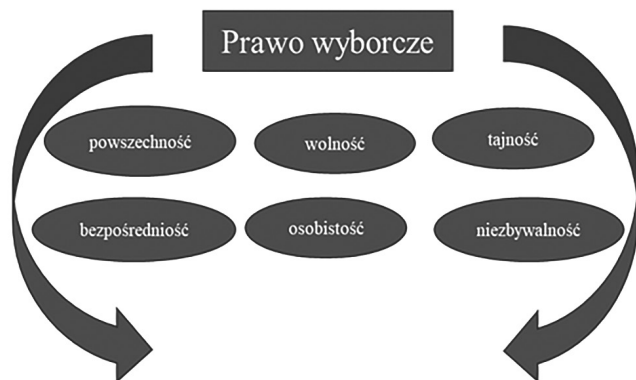 Prawo wyborcze
powszechność
wolność
tajność
bezpośredniość
osobistość
niezbywalność